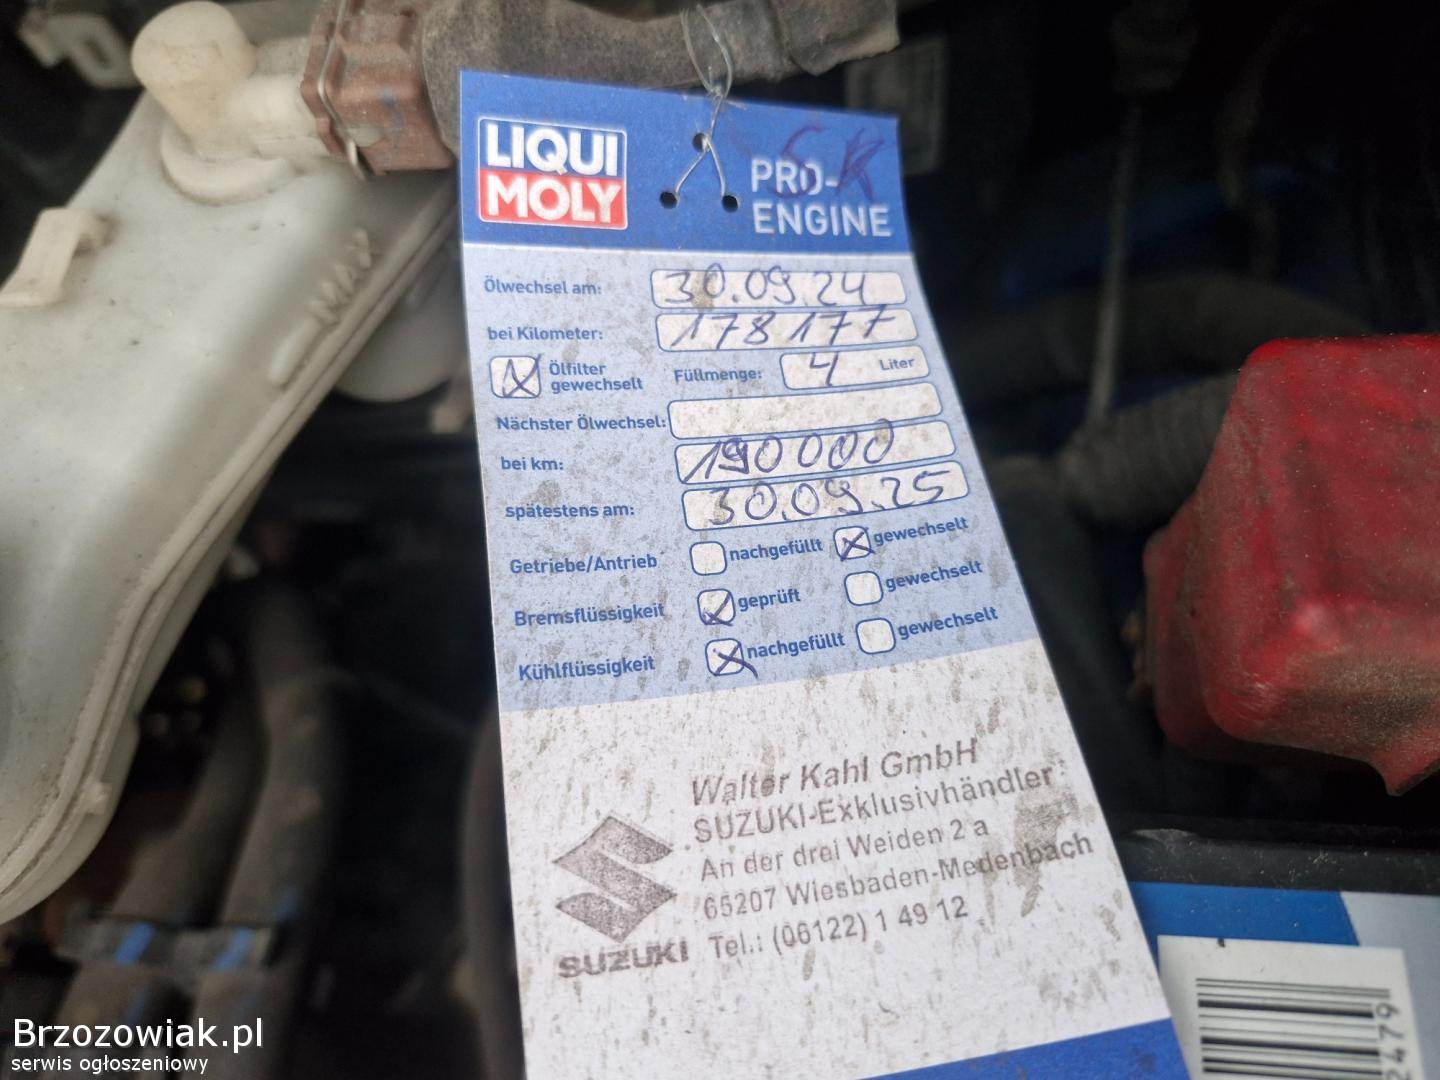 MAX
LIQUI
MOLY
PRO-
ENGINE
Ölwechsel am: 30.09.24
bei Kilometer: 178177
Ölfilter
gewechselt
Füllmenge: 4 Liter
Nächster Ölwechsel:
bei km: 190000
spätestens am: 30.09.25
Getriebe/Antrieb nachgefüllt gewechselt
Bremsflüssigkeit geprüft gewechselt
Kühlflüssigkeit nachgefüllt gewechselt
Walter Kahl GmbH
SUZUKI-Exklusivhändler
An der drei Weiden 2 a
65207 Wiesbaden-Medenbach
SUZUKI Tel.: (06122) 1 49 12
2479
Brzozowiak.pl
serwis ogłoszeniowy